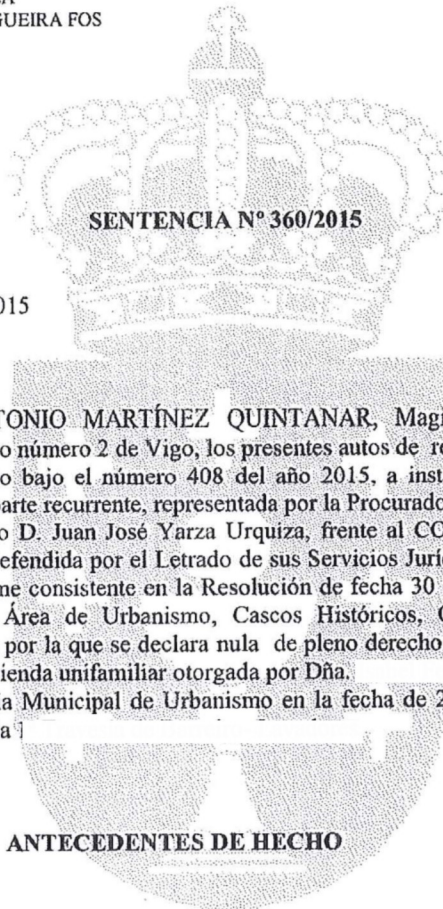 GUEIRA FOS
SENTENCIA Nº 360/2015
015
TONIO MARTÍNEZ QUINTANAR, Magi
o número 2 de Vigo, los presentes autos de re
o bajo el número 408 del año 2015, a inst
parte recurrente, representada por la Procurado
o D. Juan José Yarza Urquiza, frente al CO
defendida por el Letrado de sus Servicios Juríd
ne consistente en la Resolución de fecha 30
Área de Urbanismo, Cascos Históricos,
por la que se declara nula de pleno derecho
ienda unifamiliar otorgada por Dña.
ia Municipal de Urbanismo en la fecha de 2
a
ANTECEDENTES DE HECHO